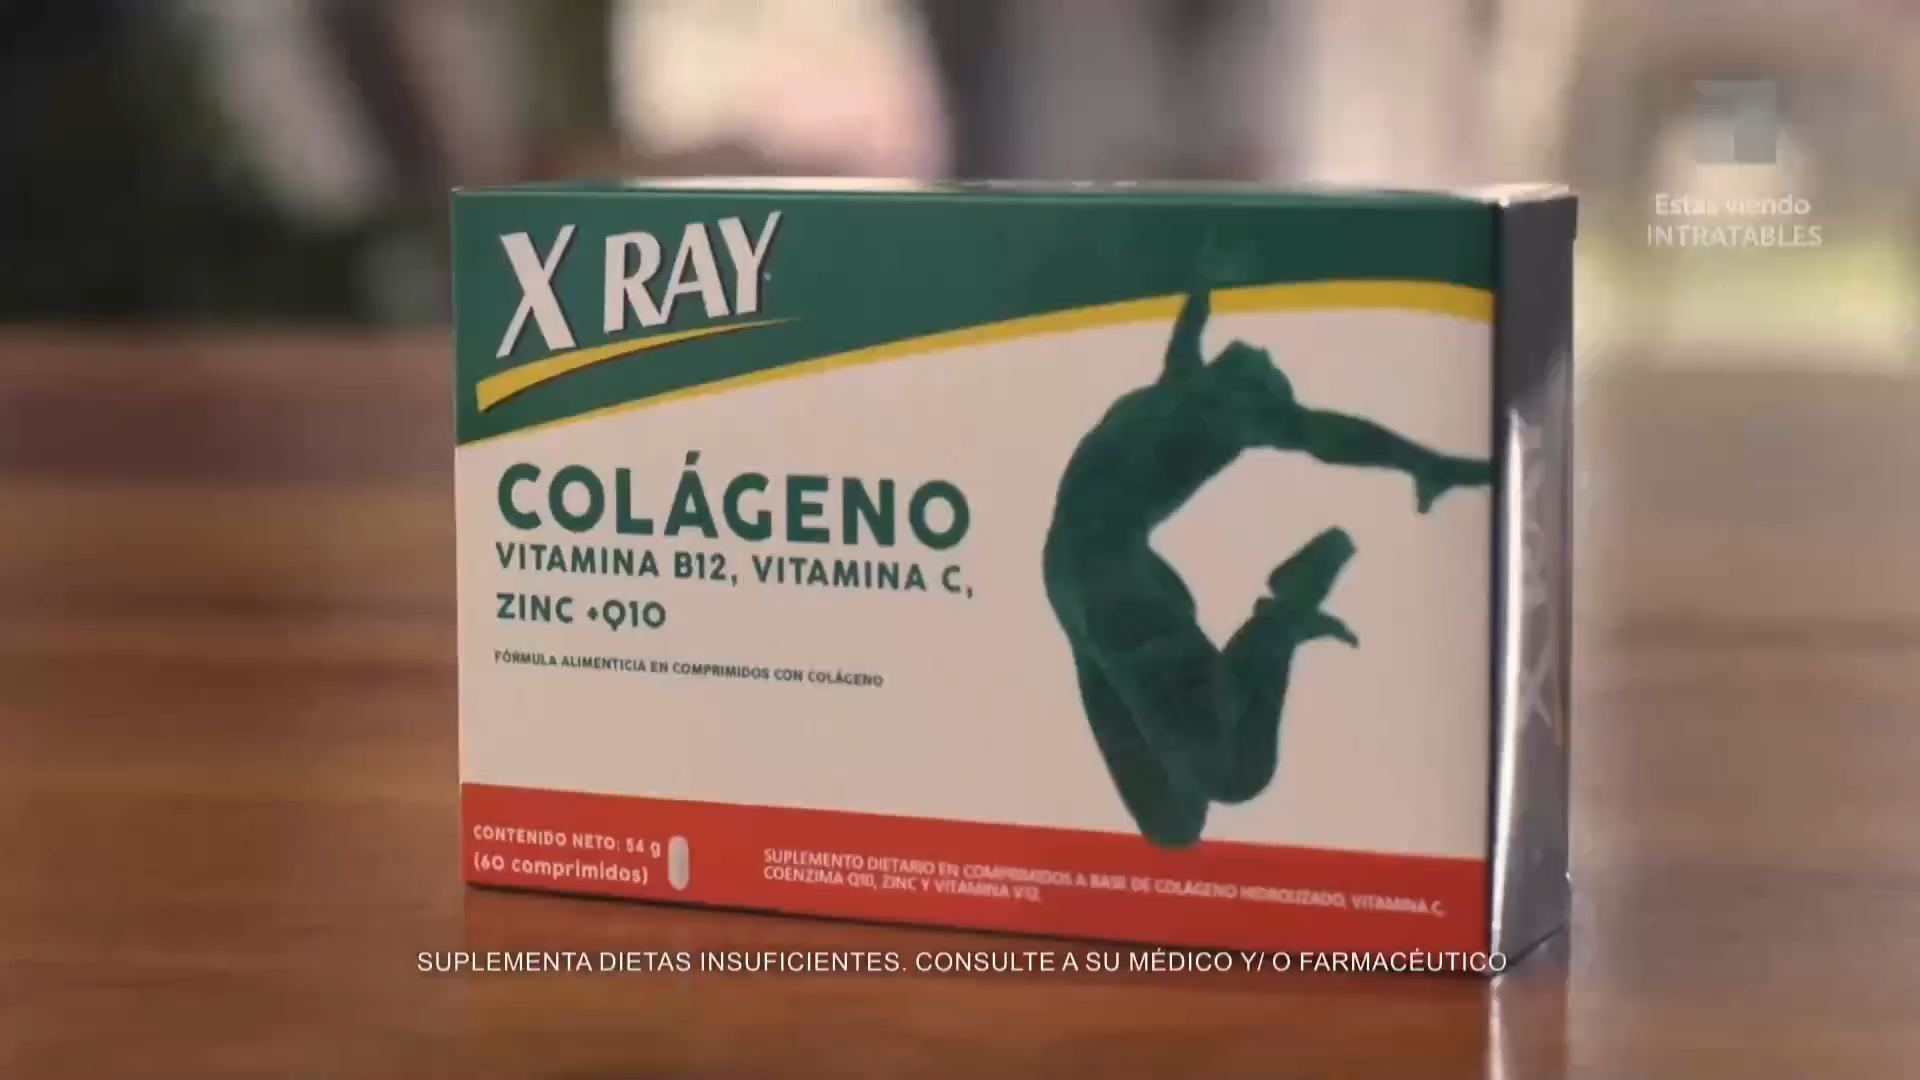 Estas viendo
INTRATABLES
X RAY
COLÁGENO
VITAMINA B12, VITAMINA C,
ZINC +Q10
FÓRMULA ALIMENTICIA EN COMPRIMIDOS CON COLÁGENO
CONTENIDO NETO: 54 g
(60 comprimidos)
SUPLEMENTO DIETARIO EN COMPRIMIDOS A BASE DE COLÁGENO HIDROLIZADO, VITAMINA C,
COENZIMA Q10, ZINC Y VITAMINA V12.
SUPLEMENTA DIETAS INSUFICIENTES. CONSULTE A SU MÉDICO Y/ O FARMACÉUTICO